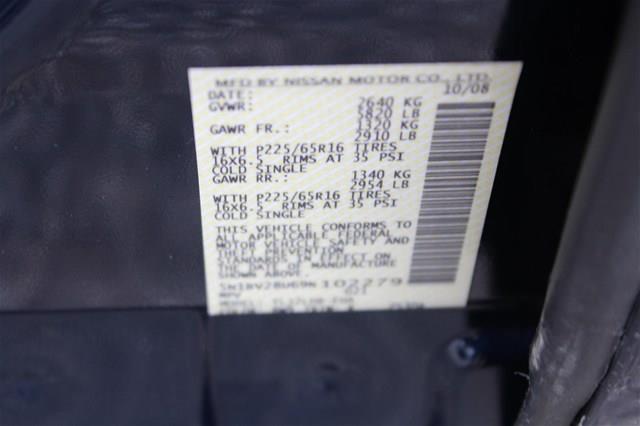 MFD BY NISSAN MOTOR CO., LTD.
DATE: 10/08
GVWR: 2640 KG
5820 LB
GAWR FR.: 1320 KG
2910 LB
WITH P225/65R16 TIRES
16X6.5 RIMS AT 35 PSI
COLD SINGLE
GAWR RR.: 1340 KG
2954 LB
WITH P225/65R16 TIRES
16X6.5 RIMS AT 35 PSI
COLD SINGLE
THIS VEHICLE CONFORMS TO
ALL APPLICABLE FEDERAL
MOTOR VEHICLE SAFETY AND
THEFT PREVENTION
STANDARDS IN EFFECT ON
THE DATE OF MANUFACTURE
SHOWN ABOVE.
5N1BV28U69N102779
MPV
MODEL: